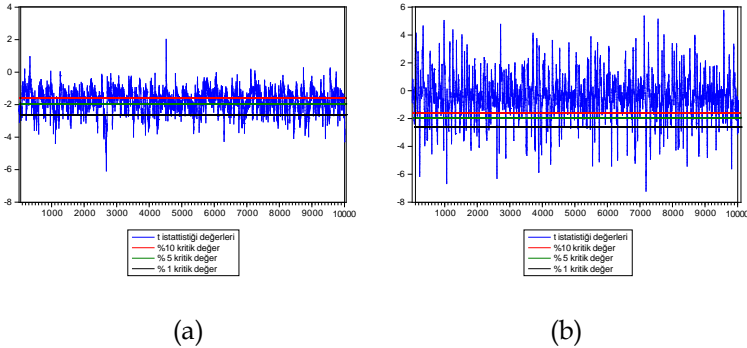 4
2
0
-2
-4
-6
-8
1000 2000 3000 4000 5000 6000 7000 8000 9000 10000
t istattistiği değerleri
%10 kritik değer
% 5 kritik değer
% 1 kritik değer
(a)
6
4
2
0
-2
-4
-6
-8
1000 2000 3000 4000 5000 6000 7000 8000 9000 10000
t istatistiği değerleri
%10 kritik değer
% 5 kritik değer
% 1 kritik değer
(b)